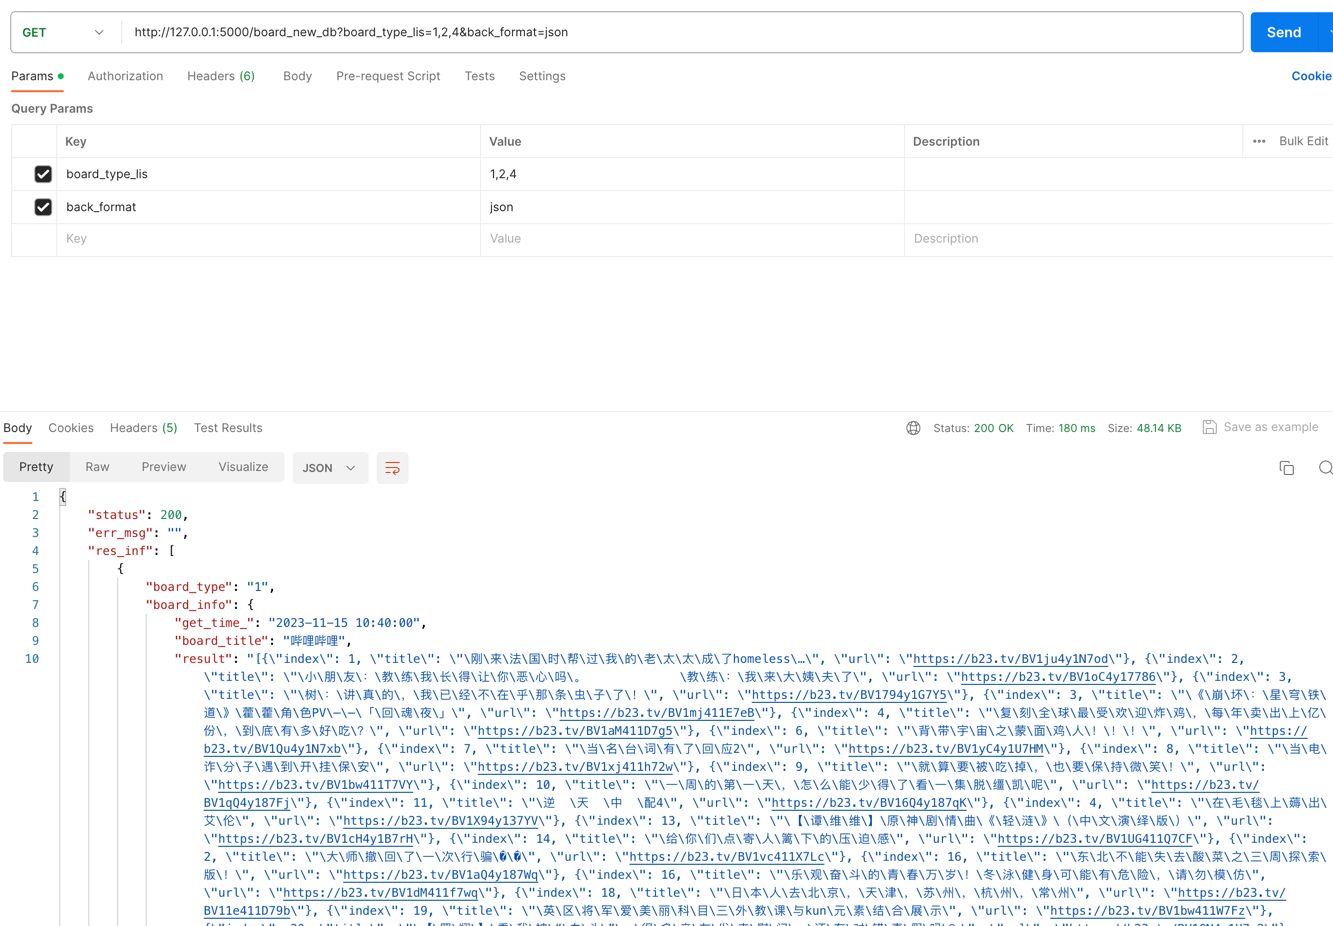 GET http://127.0.0.1:5000/board_new_db?board_type_lis=1,2,4&back_format=json Send
Params Authorization Headers (6) Body Pre-request Script Tests Settings Cookie
Query Params
Key Value Description ••• Bulk Edit
board_type_lis 1,2,4
back_format json
Key Value Description
Body Cookies Headers (5) Test Results Status: 200 OK Time: 180 ms Size: 48.14 KB Save as example
Pretty Raw Preview Visualize JSON
1 {
2 "status": 200,
3 "err_msg": "",
4 "res_inf": [
5 {
6 "board_type": "1",
7 "board_info": {
8 "get_time_": "2023-11-15 10:40:00",
9 "board_title": "哔哩哔哩",
10 "result": "[{\"index\": 1, \"title\": \"\刚\来\法\国\时\帮\过\我\的\老\太\太\成\了homeless\…\", \"url\": \"https://b23.tv/BV1ju4y1N7od\"}, {\"index\": 2,
\"title\": \"\小\朋\友\：\教\练\我\长\得\让\你\恶\心\吗\。 \教\练\：\我\来\大\姨\夫\了\", \"url\": \"https://b23.tv/BV1oC4y17786\"}, {\"index\": 3,
\"title\": \"\树\：\讲\真\的\，\我\已\经\不\在\乎\那\条\虫\子\了\！\", \"url\": \"https://b23.tv/BV1794y1G7Y5\"}, {\"index\": 3, \"title\": \"\《\崩\坏\：\星\穹\铁\
道\》\藿\藿\角\色PV\—\—\「\回\魂\夜\」\", \"url\": \"https://b23.tv/BV1mj411E7eB\"}, {\"index\": 4, \"title\": \"\复\刻\全\球\最\受\欢\迎\炸\鸡\，\每\年\卖\出\上\亿\
份\，\到\底\有\多\好\吃\？\", \"url\": \"https://b23.tv/BV1aM411D7g5\"}, {\"index\": 6, \"title\": \"\背\带\宇\宙\之\蒙\面\鸡\人\！\！\！\", \"url\": \"https://
b23.tv/BV1Qu4y1N7xb\"}, {\"index\": 7, \"title\": \"\当\名\台\词\有\了\回\应2\", \"url\": \"https://b23.tv/BV1yC4y1U7HM\"}, {\"index\": 8, \"title\": \"\当\电\
诈\分\子\遇\到\开\挂\保\安\", \"url\": \"https://b23.tv/BV1xj411h72w\"}, {\"index\": 9, \"title\": \"\就\算\要\被\吃\掉\，\也\要\保\持\微\笑\！\", \"url\":
\"https://b23.tv/BV1bw411T7VY\"}, {\"index\": 10, \"title\": \"\一\周\的\第\一\天\，\怎\么\能\少\得\了\看\一\集\脱\缰\凯\呢\", \"url\": \"https://b23.tv/
BV1qQ4y187Fj\"}, {\"index\": 11, \"title\": \"\逆 \天 \中 \配4\", \"url\": \"https://b23.tv/BV16Q4y187qK\"}, {\"index\": 4, \"title\": \"\在\毛\毯\上\薅\出\
艾\伦\", \"url\": \"https://b23.tv/BV1X94y137YV\"}, {\"index\": 13, \"title\": \"\【\谭\维\维\】\原\神\剧\情\曲\《\轻\涟\》\（\中\文\演\绎\版\）\", \"url\":
\"https://b23.tv/BV1cH4y1B7rH\"}, {\"index\": 14, \"title\": \"\给\你\们\点\寄\人\篱\下\的\压\迫\感\", \"url\": \"https://b23.tv/BV1UG411Q7CF\"}, {\"index\":
2, \"title\": \"\大\师\撤\回\了\一\次\行\骗\�\�\", \"url\": \"https://b23.tv/BV1vc411X7Lc\"}, {\"index\": 16, \"title\": \"\东\北\不\能\失\去\酸\菜\之\三\周\探\索\
版\！\", \"url\": \"https://b23.tv/BV1aQ4y187Wq\"}, {\"index\": 16, \"title\": \"\乐\观\奋\斗\的\青\春\万\岁\！\冬\泳\健\身\可\能\有\危\险\，\请\勿\模\仿\",
\"url\": \"https://b23.tv/BV1dM411f7wq\"}, {\"index\": 18, \"title\": \"\日\本\人\去\北\京\，\天\津\，\苏\州\，\杭\州\，\常\州\", \"url\": \"https://b23.tv/
BV11e411D79b\"}, {\"index\": 19, \"title\": \"\英\区\将\军\爱\美\丽\科\目\三\外\教\课\与kun\元\素\结\合\展\示\", \"url\": \"https://b23.tv/BV1bw411W7Fz\"},